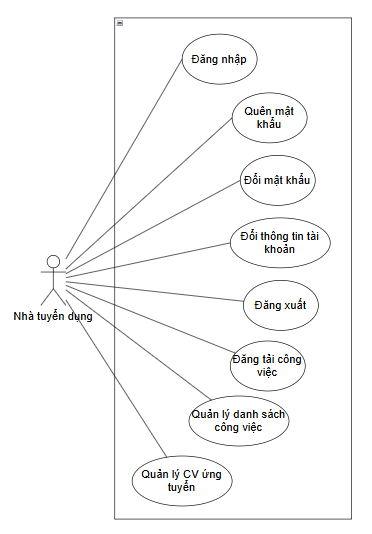 Đăng nhập
Quên mật
khẩu
Đổi mật khẩu
Đổi thông tin tài
khoản
Đăng xuất
Nhà tuyển dụng
Đăng tải công
việc
Quản lý danh sách
công việc
Quản lý CV ứng
tuyển